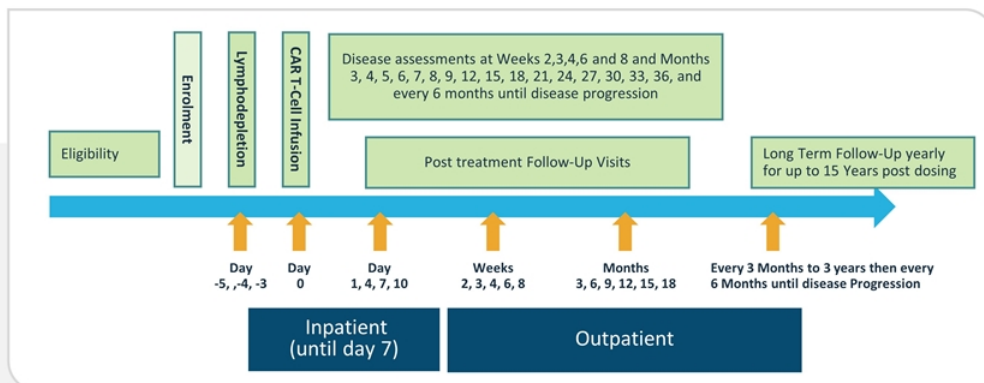 Eligibility
Enrolment
Lymphodepletion
CAR T-Cell Infusion
Disease assessments at Weeks 2,3,4,6 and 8 and Months
3, 4, 5, 6, 7, 8, 9, 12, 15, 18, 21, 24, 27, 30, 33, 36, and
every 6 months until disease progression
Post treatment Follow-Up Visits
Long Term Follow-Up yearly
for up to 15 Years post dosing
Day
-5, ,-4, -3
Day
0
Day
1, 4, 7, 10
Weeks
2, 3, 4, 6, 8
Months
3, 6, 9, 12, 15, 18
Every 3 Months to 3 years then every
6 Months until disease Progression
Inpatient
(until day 7)
Outpatient